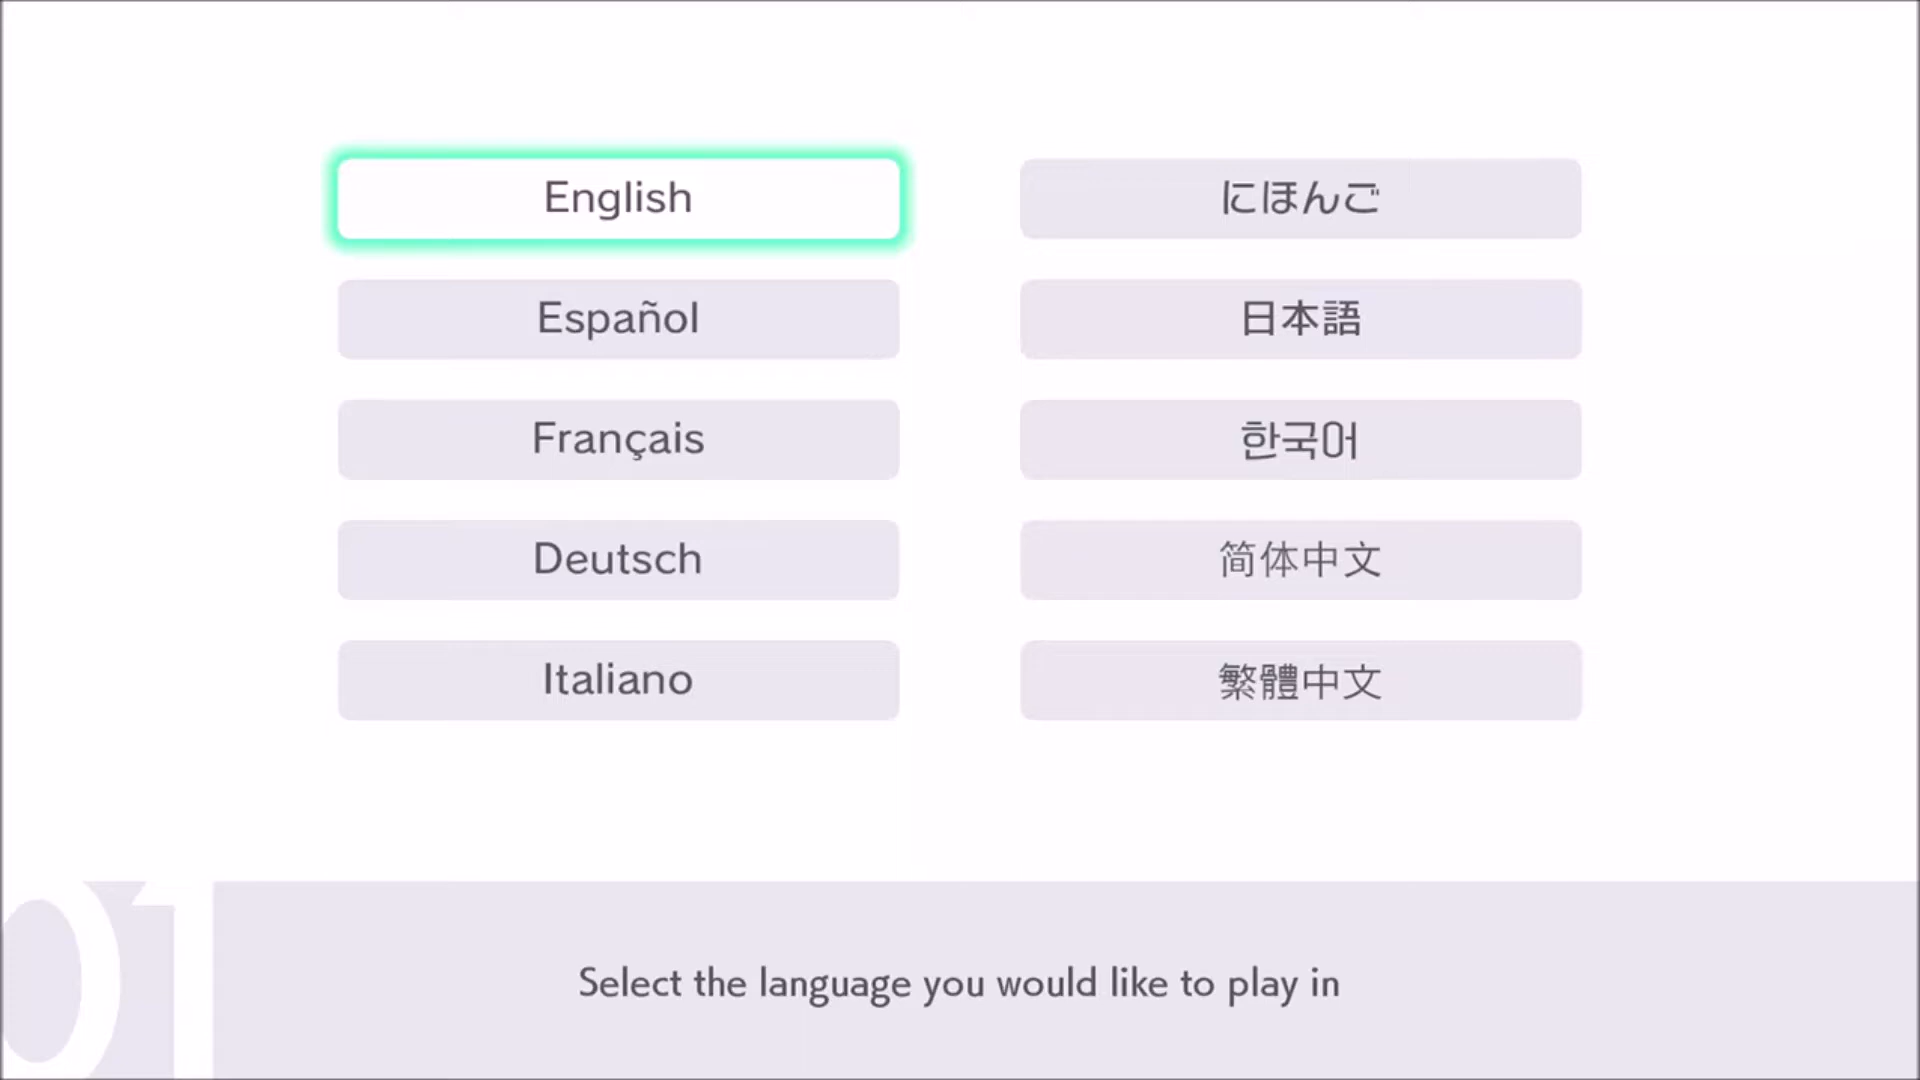 English
Español
Français
Deutsch
Italiano
にほんご
日本語
한국어
简体中文
繁體中文
01
Select the language you would like to play in